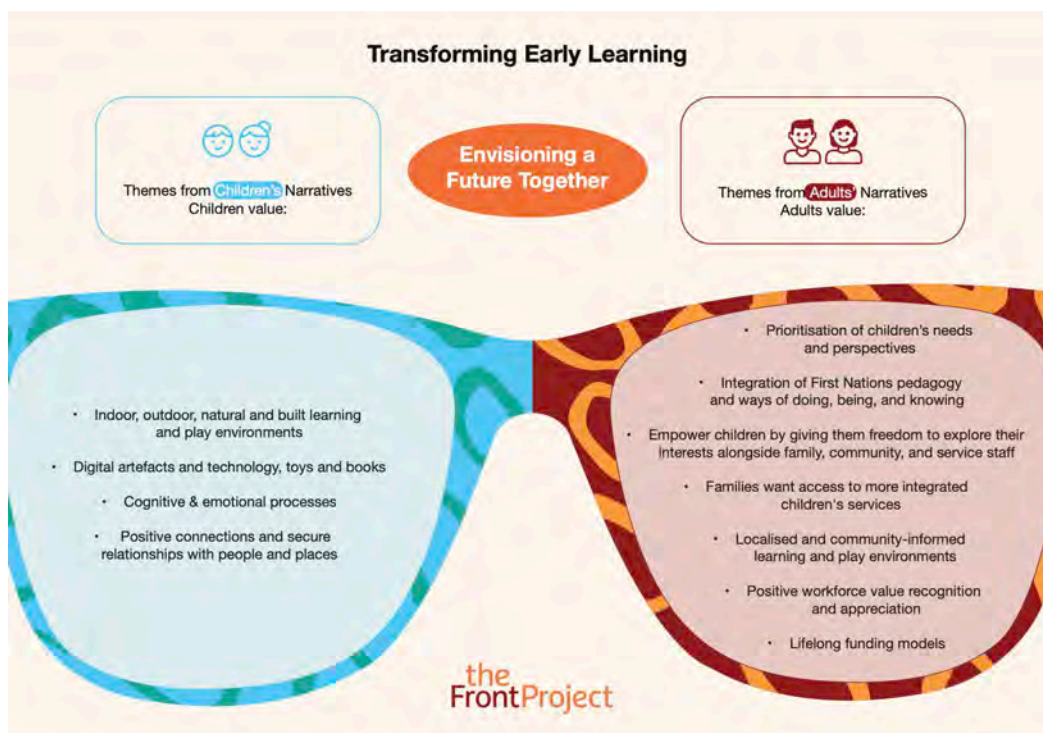 Transforming Early Learning
Themes from Children's Narratives
Children value:
Envisioning a
Future Together
Themes from Adults' Narratives
Adults value:
• Indoor, outdoor, natural and built learning
and play environments
• Digital artefacts and technology, toys and books
• Cognitive & emotional processes
• Positive connections and secure
relationships with people and places
• Prioritisation of children's needs
and perspectives
• Integration of First Nations pedagogy
and ways of doing, being, and knowing
• Empower children by giving them freedom to explore their
interests alongside family, community, and service staff
• Families want access to more integrated
children's services
• Localised and community-informed
learning and play environments
• Positive workforce value recognition
and appreciation
• Lifelong funding models
the
FrontProject